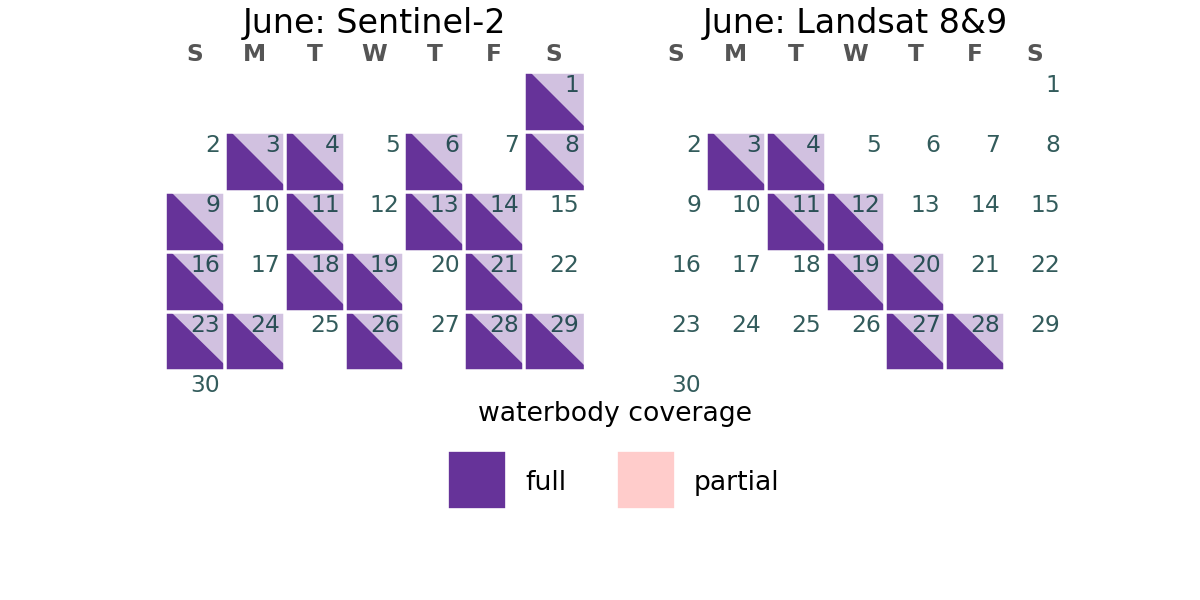 June: Sentinel-2
S M T W T F S
1
2 3 4 5 6 7 8
9 10 11 12 13 14 15
16 17 18 19 20 21 22
23 24 25 26 27 28 29
30
June: Landsat 8&9
S M T W T F S
1
2 3 4 5 6 7 8
9 10 11 12 13 14 15
16 17 18 19 20 21 22
23 24 25 26 27 28 29
30
waterbody coverage
full partial